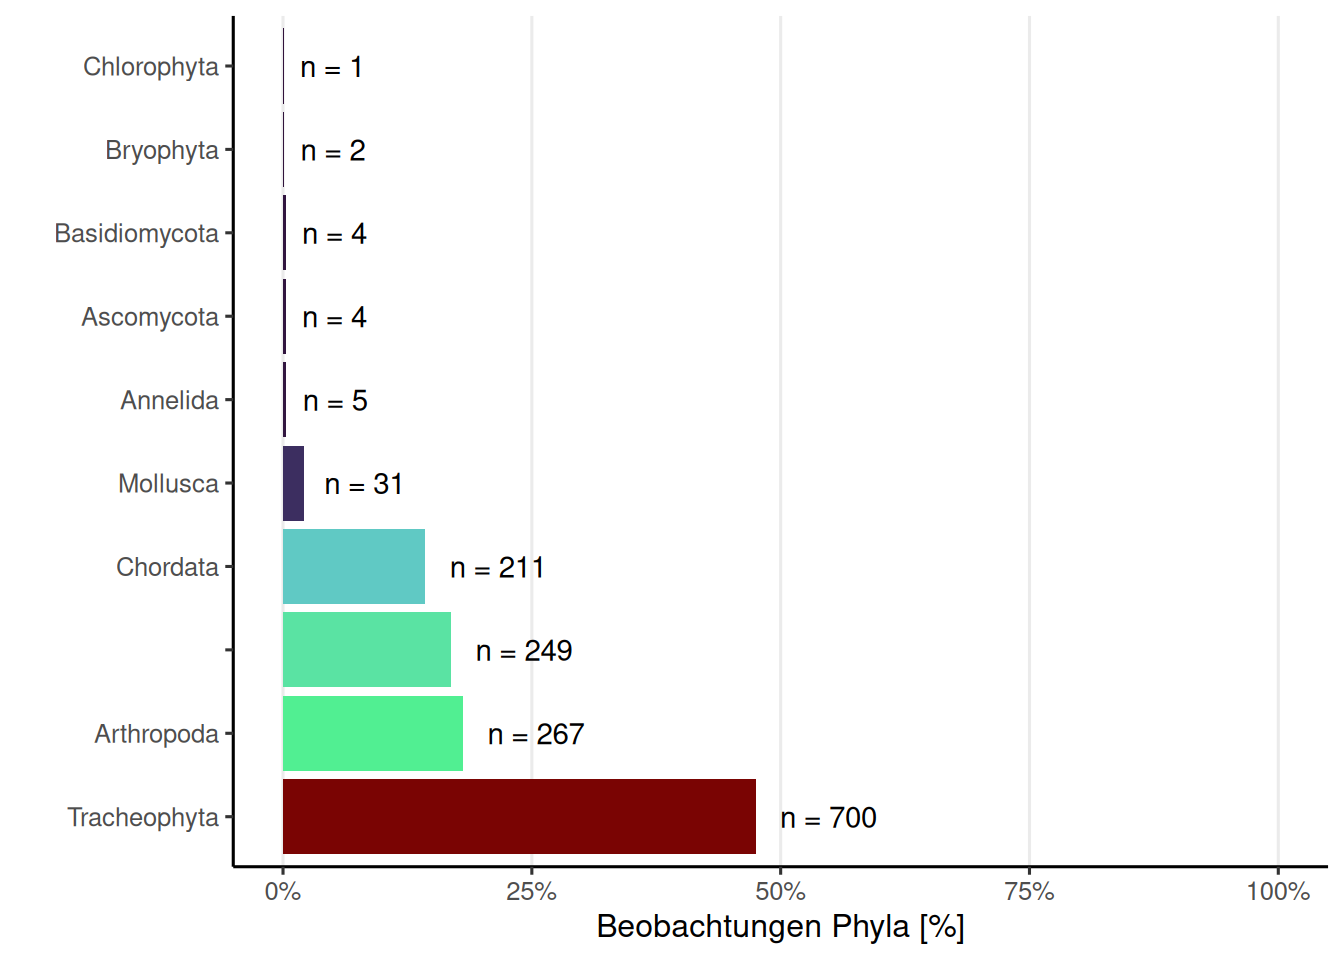 Chlorophyta n = 1
Bryophyta n = 2
Basidiomycota n = 4
Ascomycota n = 4
Annelida n = 5
Mollusca n = 31
Chordata n = 211
n = 249
Arthropoda n = 267
Tracheophyta n = 700
0% 25% 50% 75% 100%
Beobachtungen Phyla [%]